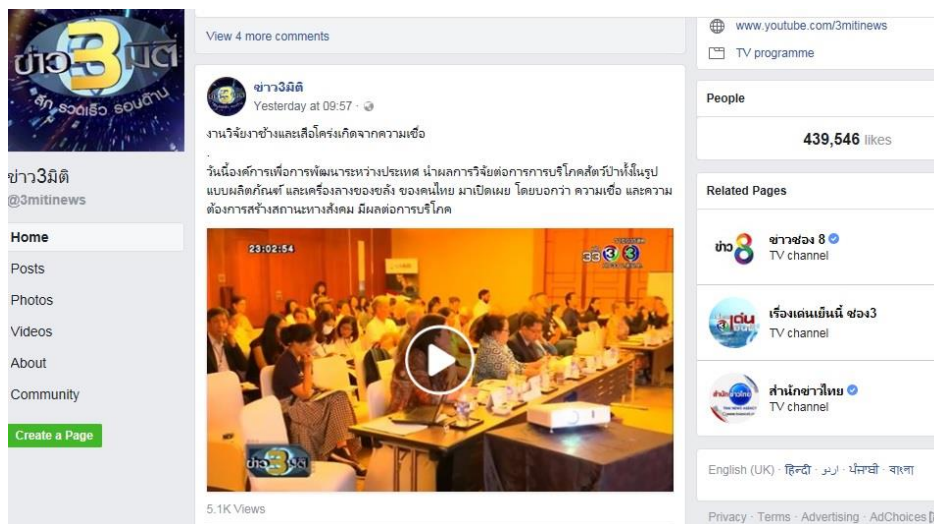 ข่าว3มิติ
ลึก รวดเร็ว รอบด้าน
ข่าว3มิติ
@3mitinews
Home
Posts
Photos
Videos
About
Community
Create a Page
View 4 more comments
ข่าว3มิติ
Yesterday at 09:57 ·
งานวิจัยงาช้างและเสือโคร่งเกิดจากความเชื่อ
.
วันนี้องค์การเพื่อการพัฒนาระหว่างประเทศ นำผลการวิจัยต่อการการบริโภคสัตว์ป่าทั้งในรูป
แบบผลิตภัณฑ์ และเครื่องลางของขลัง ของคนไทย มาเปิดเผย โดยบอกว่า ความเชื่อ และความ
ต้องการสร้างสถานะทางสังคม มีผลต่อการบริโภค
23:02:54
33 3
ข่าว3มิติ
5.1K Views
www.youtube.com/3mitinews
TV programme
People
439,546 likes
Related Pages
ข่าว 8
ข่าวช่อง 8
TV channel
เรื่องเด่นเย็นนี้ ช่อง3
TV channel
สำนักข่าวไทย
สำนักข่าวไทย
TV channel
English (UK) · हिन्दी · اردو · ਪੰਜਾਬੀ · বাংলা
Privacy · Terms · Advertising · AdChoices